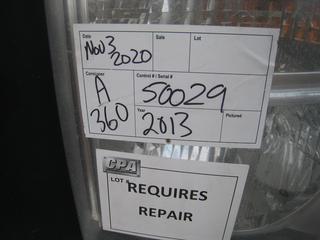 Date Sale Lot
Nov 3 2020
Consignor Control # / Serial #
A 50029
360 Year Pictured
2013
CPA
LOT #
REQUIRES
REPAIR